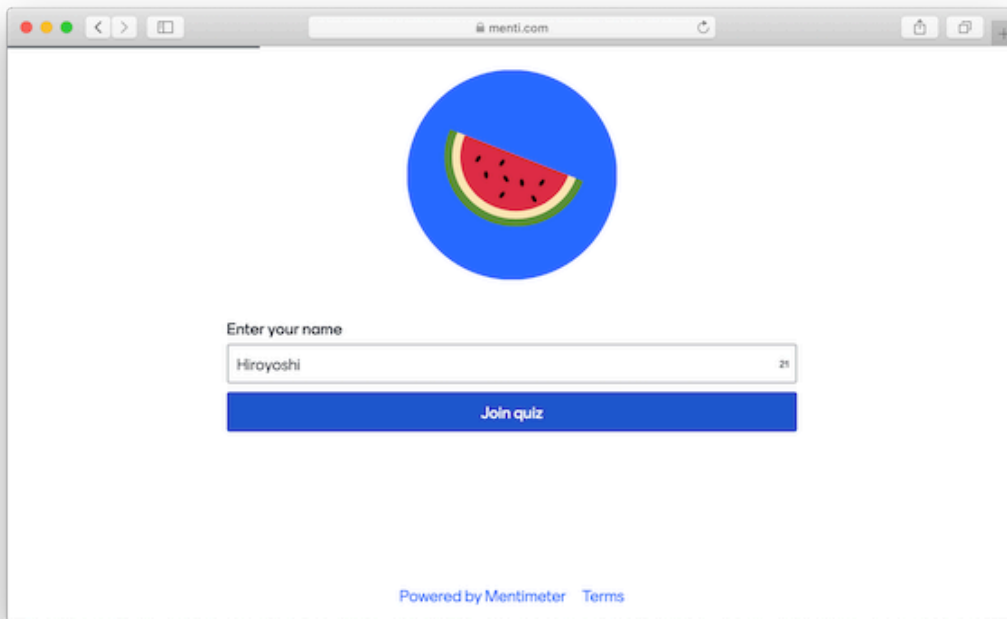 menti.com
Enter your name
Hiroyoshi 21
Join quiz
Powered by Mentimeter Terms